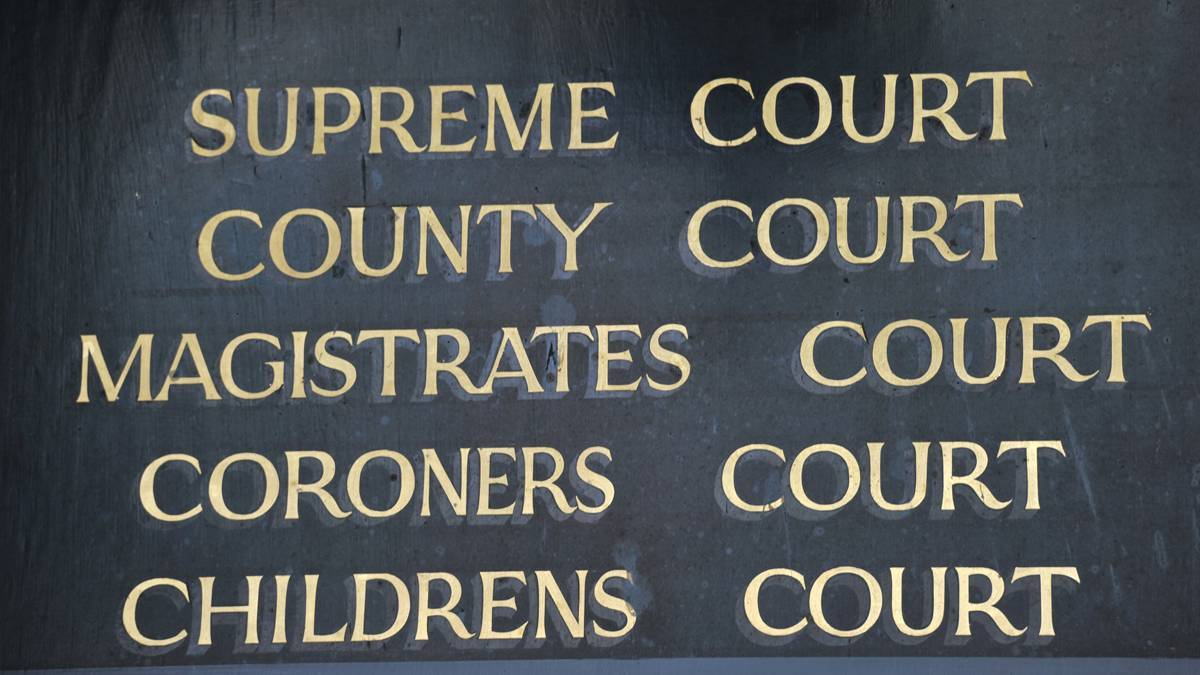 SUPREME COURT
COUNTY COURT
MAGISTRATES COURT
CORONERS COURT
CHILDRENS COURT